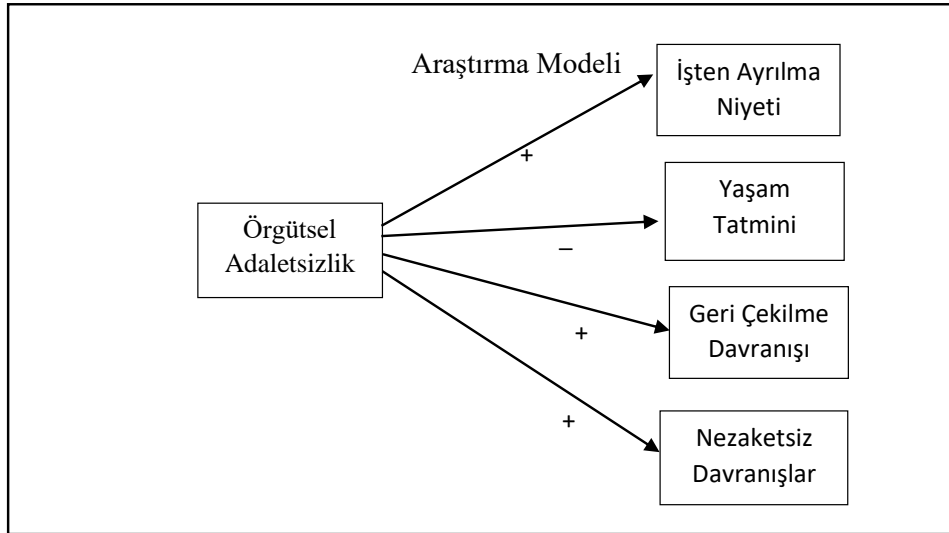 Araştırma Modeli
İşten Ayrılma
Niyeti
+
Yaşam
Tatmini
–
Örgütsel
Adaletsizlik
Geri Çekilme
Davranışı
+
Nezaketsiz
Davranışlar
+